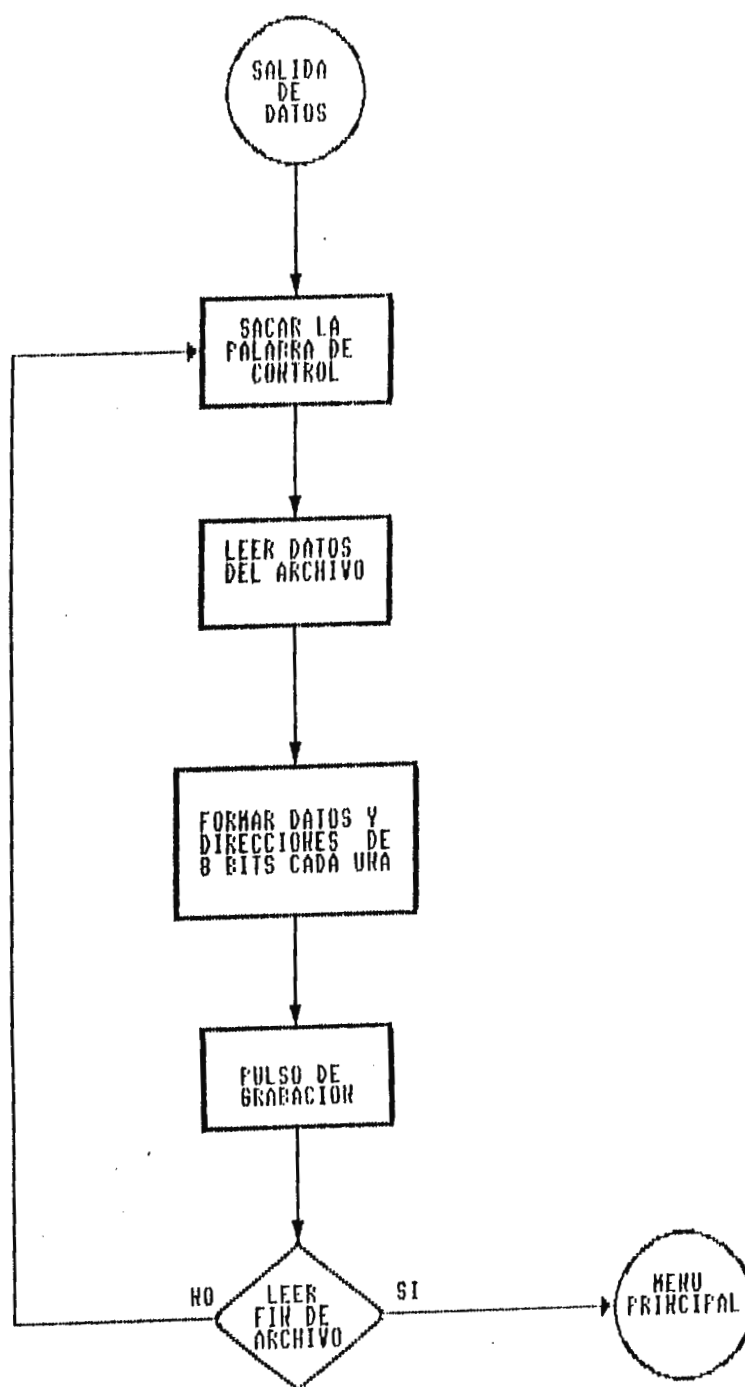 SALIDA
DE
DATOS
SACAR LA
PALABRA DE
CONTROL
LEER DATOS
DEL ARCHIVO
FORMAR DATOS Y
DIRECCIONES DE
8 BITS CADA UNA
PULSO DE
GRABACION
NO
LEER
FIN DE
ARCHIVO
SI
MENU
PRINCIPAL